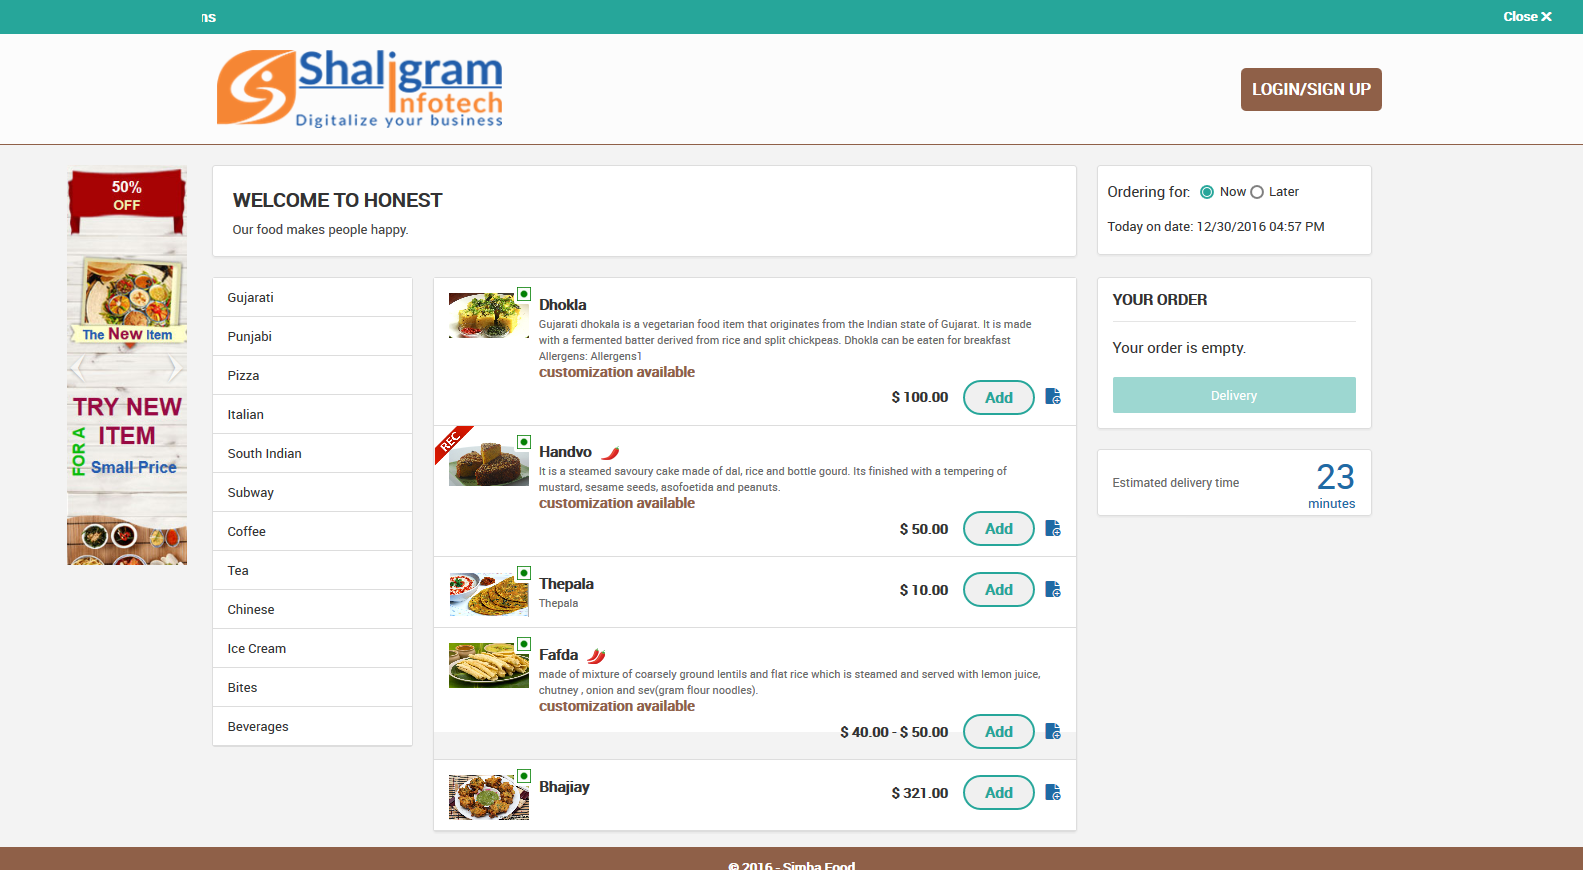 ns
Close
Shaligram
Infotech
Digitalize your business
LOGIN/SIGN UP
50%
OFF
The New Item
TRY NEW
ITEM
FOR A
Small Price
WELCOME TO HONEST
Our food makes people happy.
Ordering for: Now Later
Today on date: 12/30/2016 04:57 PM
Gujarati
Punjabi
Pizza
Italian
South Indian
Subway
Coffee
Tea
Chinese
Ice Cream
Bites
Beverages
Dhokla
Gujarati dhokala is a vegetarian food item that originates from the Indian state of Gujarat. It is made
with a fermented batter derived from rice and split chickpeas. Dhokla can be eaten for breakfast
Allergens: Allergens1
customization available
$ 100.00 Add
REC
Handvo
It is a steamed savoury cake made of dal, rice and bottle gourd. Its finished with a tempering of
mustard, sesame seeds, asofoetida and peanuts.
customization available
$ 50.00 Add
Thepala
Thepala
$ 10.00 Add
Fafda
made of mixture of coarsely ground lentils and flat rice which is steamed and served with lemon juice,
chutney , onion and sev(gram flour noodles).
customization available
$ 40.00 - $ 50.00 Add
Bhajiay
$ 321.00 Add
YOUR ORDER
Your order is empty.
Delivery
Estimated delivery time
23
minutes
© 2016 - Simba Food